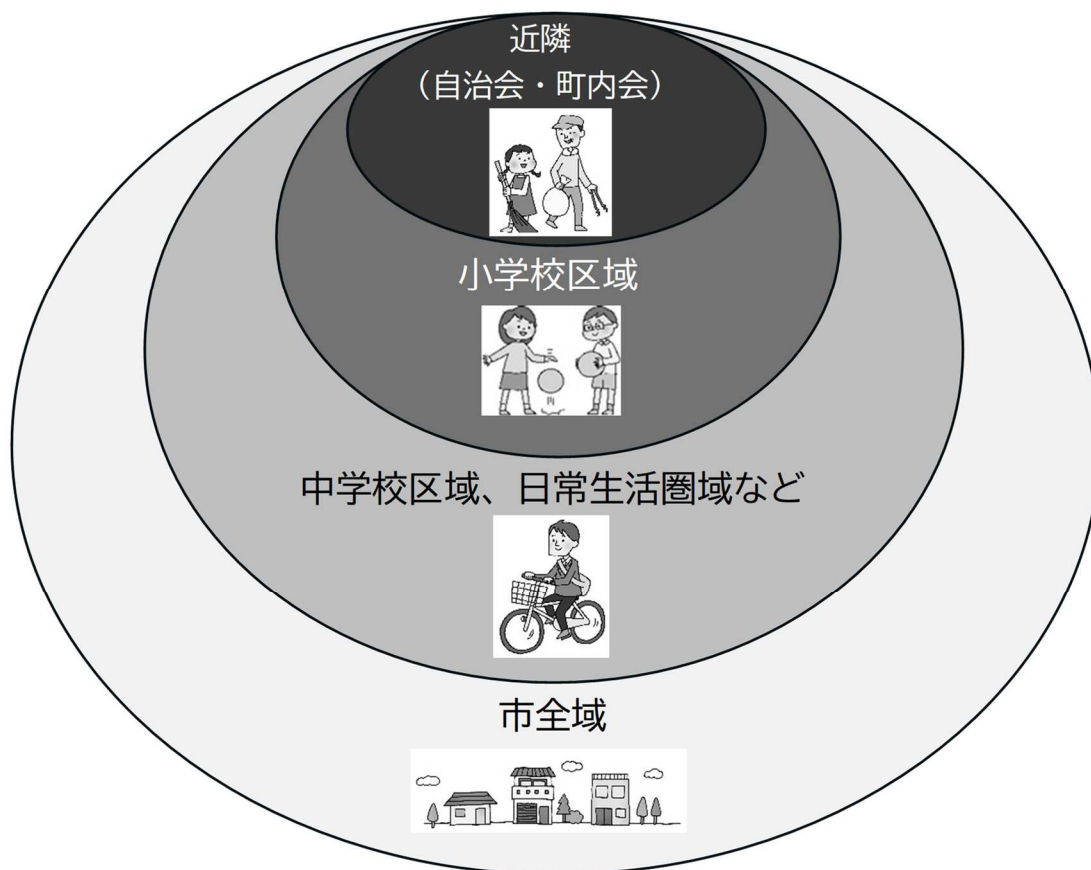 近隣
(自治会・町内会)
小学校区域
中学校区域、日常生活圏域など
市全域